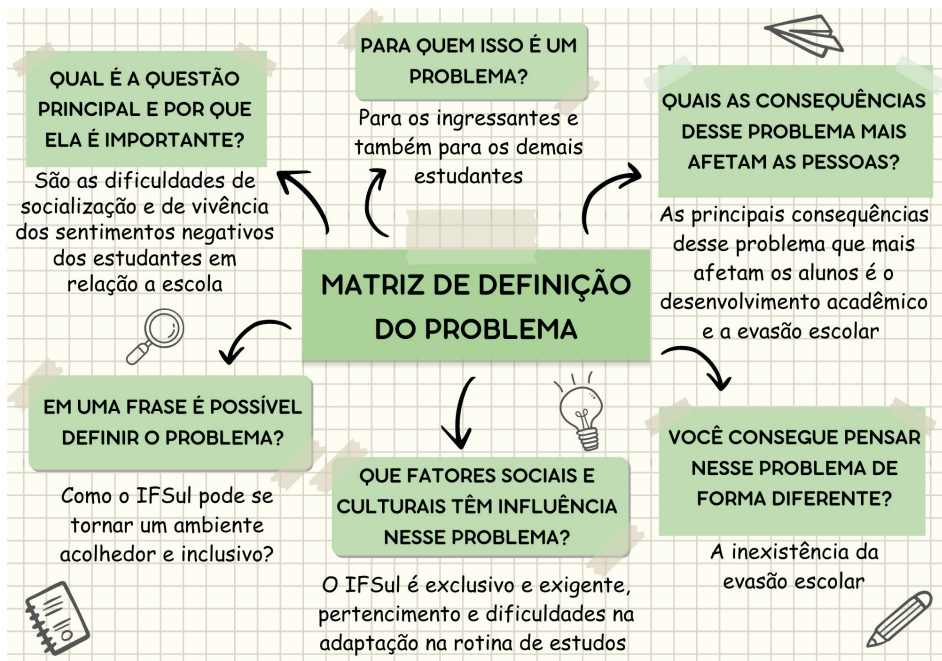 QUAL É A QUESTÃO
PRINCIPAL E POR QUE
ELA É IMPORTANTE?
São as dificuldades de
socialização e de vivência
dos sentimentos negativos
dos estudantes em
relação a escola
PARA QUEM ISSO É UM
PROBLEMA?
Para os ingressantes e
também para os demais
estudantes
QUAIS AS CONSEQUÊNCIAS
DESSE PROBLEMA MAIS
AFETAM AS PESSOAS?
As principais consequências
desse problema que mais
afetam os alunos é o
desenvolvimento acadêmico
e a evasão escolar
MATRIZ DE DEFINIÇÃO
DO PROBLEMA
EM UMA FRASE É POSSÍVEL
DEFINIR O PROBLEMA?
Como o IFSul pode se
tornar um ambiente
acolhedor e inclusivo?
QUE FATORES SOCIAIS E
CULTURAIS TÊM INFLUÊNCIA
NESSE PROBLEMA?
O IFSul é exclusivo e exigente,
pertencimento e dificuldades na
adaptação na rotina de estudos
VOCÊ CONSEGUE PENSAR
NESSE PROBLEMA DE
FORMA DIFERENTE?
A inexistência da
evasão escolar